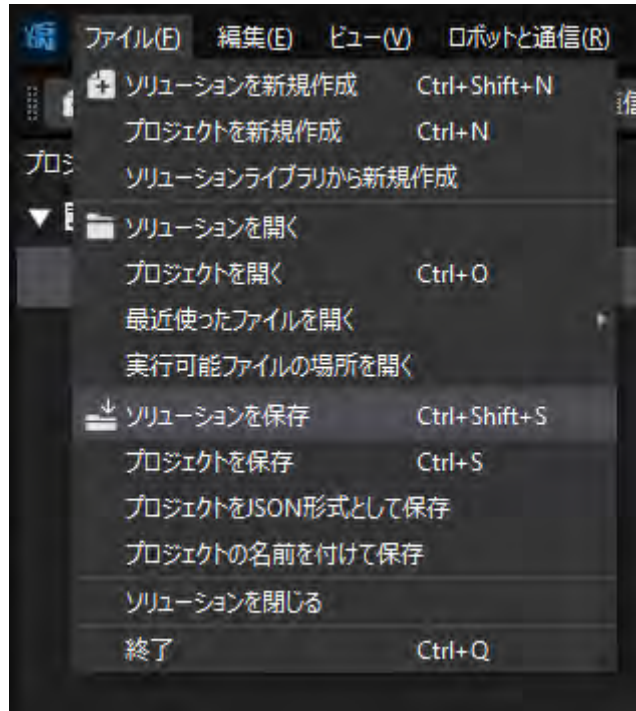 ファイル(F) 編集(E) ビュー(V) ロボットと通信(R)
ソリューションを新規作成 Ctrl+Shift+N
プロジェクトを新規作成 Ctrl+N
ソリューションライブラリから新規作成
ソリューションを開く
プロジェクトを開く Ctrl+O
最近使ったファイルを開く
実行可能ファイルの場所を開く
ソリューションを保存 Ctrl+Shift+S
プロジェクトを保存 Ctrl+S
プロジェクトをJSON形式として保存
プロジェクトの名前を付けて保存
ソリューションを閉じる
終了 Ctrl+Q